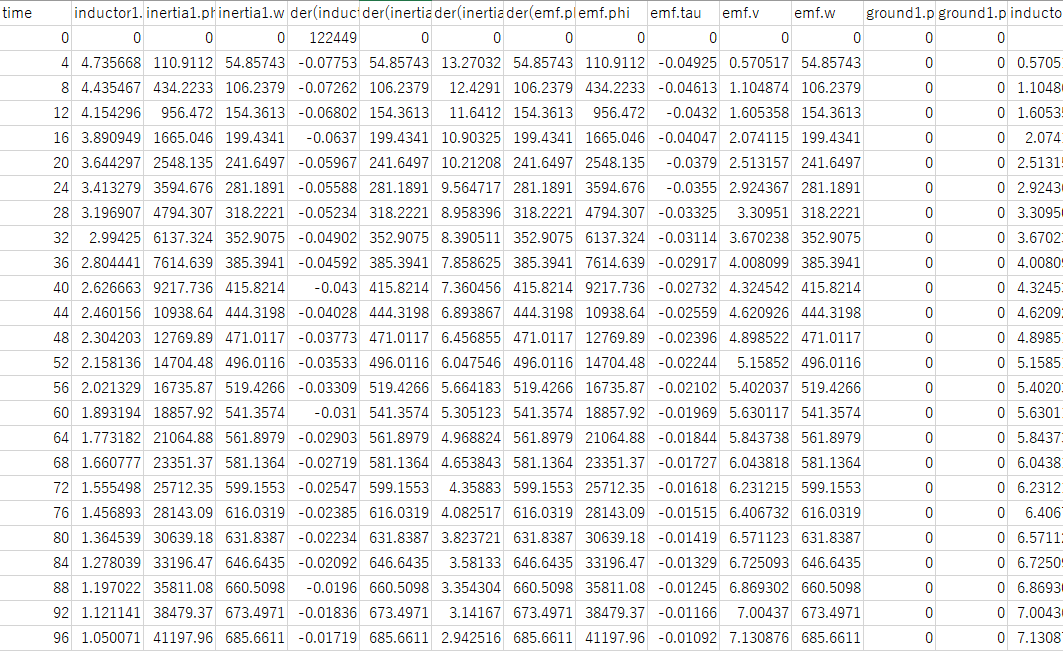 time inductor1. inertia1.ph inertia1.w der(induct der(inertia der(inertia der(emf.pl emf.phi emf.tau emf.v emf.w ground1.p ground1.p inducto
0 0 0 0 122449 0 0 0 0 0 0 0 0 0
4 4.735668 110.9112 54.85743 -0.07753 54.85743 13.27032 54.85743 110.9112 -0.04925 0.570517 54.85743 0 0 0.5705
8 4.435467 434.2233 106.2379 -0.07262 106.2379 12.4291 106.2379 434.2233 -0.04613 1.104874 106.2379 0 0 1.1048
12 4.154296 956.472 154.3613 -0.06802 154.3613 11.6412 154.3613 956.472 -0.0432 1.605358 154.3613 0 0 1.6053
16 3.890949 1665.046 199.4341 -0.0637 199.4341 10.90325 199.4341 1665.046 -0.04047 2.074115 199.4341 0 0 2.074
20 3.644297 2548.135 241.6497 -0.05967 241.6497 10.21208 241.6497 2548.135 -0.0379 2.513157 241.6497 0 0 2.5131
24 3.413279 3594.676 281.1891 -0.05588 281.1891 9.564717 281.1891 3594.676 -0.0355 2.924367 281.1891 0 0 2.9243
28 3.196907 4794.307 318.2221 -0.05234 318.2221 8.958396 318.2221 4794.307 -0.03325 3.30951 318.2221 0 0 3.3095
32 2.99425 6137.324 352.9075 -0.04902 352.9075 8.390511 352.9075 6137.324 -0.03114 3.670238 352.9075 0 0 3.6702
36 2.804441 7614.639 385.3941 -0.04592 385.3941 7.858625 385.3941 7614.639 -0.02917 4.008099 385.3941 0 0 4.0080
40 2.626663 9217.736 415.8214 -0.043 415.8214 7.360456 415.8214 9217.736 -0.02732 4.324542 415.8214 0 0 4.3245
44 2.460156 10938.64 444.3198 -0.04028 444.3198 6.893867 444.3198 10938.64 -0.02559 4.620926 444.3198 0 0 4.6209
48 2.304203 12769.89 471.0117 -0.03773 471.0117 6.456855 471.0117 12769.89 -0.02396 4.898522 471.0117 0 0 4.8985
52 2.158136 14704.48 496.0116 -0.03533 496.0116 6.047546 496.0116 14704.48 -0.02244 5.15852 496.0116 0 0 5.1585
56 2.021329 16735.87 519.4266 -0.03309 519.4266 5.664183 519.4266 16735.87 -0.02102 5.402037 519.4266 0 0 5.4020
60 1.893194 18857.92 541.3574 -0.031 541.3574 5.305123 541.3574 18857.92 -0.01969 5.630117 541.3574 0 0 5.6301
64 1.773182 21064.88 561.8979 -0.02903 561.8979 4.968824 561.8979 21064.88 -0.01844 5.843738 561.8979 0 0 5.8437
68 1.660777 23351.37 581.1364 -0.02719 581.1364 4.653843 581.1364 23351.37 -0.01727 6.043818 581.1364 0 0 6.0438
72 1.555498 25712.35 599.1553 -0.02547 599.1553 4.35883 599.1553 25712.35 -0.01618 6.231215 599.1553 0 0 6.2312
76 1.456893 28143.09 616.0319 -0.02385 616.0319 4.082517 616.0319 28143.09 -0.01515 6.406732 616.0319 0 0 6.406
80 1.364539 30639.18 631.8387 -0.02234 631.8387 3.823721 631.8387 30639.18 -0.01419 6.571123 631.8387 0 0 6.5711
84 1.278039 33196.47 646.6435 -0.02092 646.6435 3.58133 646.6435 33196.47 -0.01329 6.725093 646.6435 0 0 6.7250
88 1.197022 35811.08 660.5098 -0.0196 660.5098 3.354304 660.5098 35811.08 -0.01245 6.869302 660.5098 0 0 6.8693
92 1.121141 38479.37 673.4971 -0.01836 673.4971 3.14167 673.4971 38479.37 -0.01166 7.00437 673.4971 0 0 7.0043
96 1.050071 41197.96 685.6611 -0.01719 685.6611 2.942516 685.6611 41197.96 -0.01092 7.130876 685.6611 0 0 7.1308